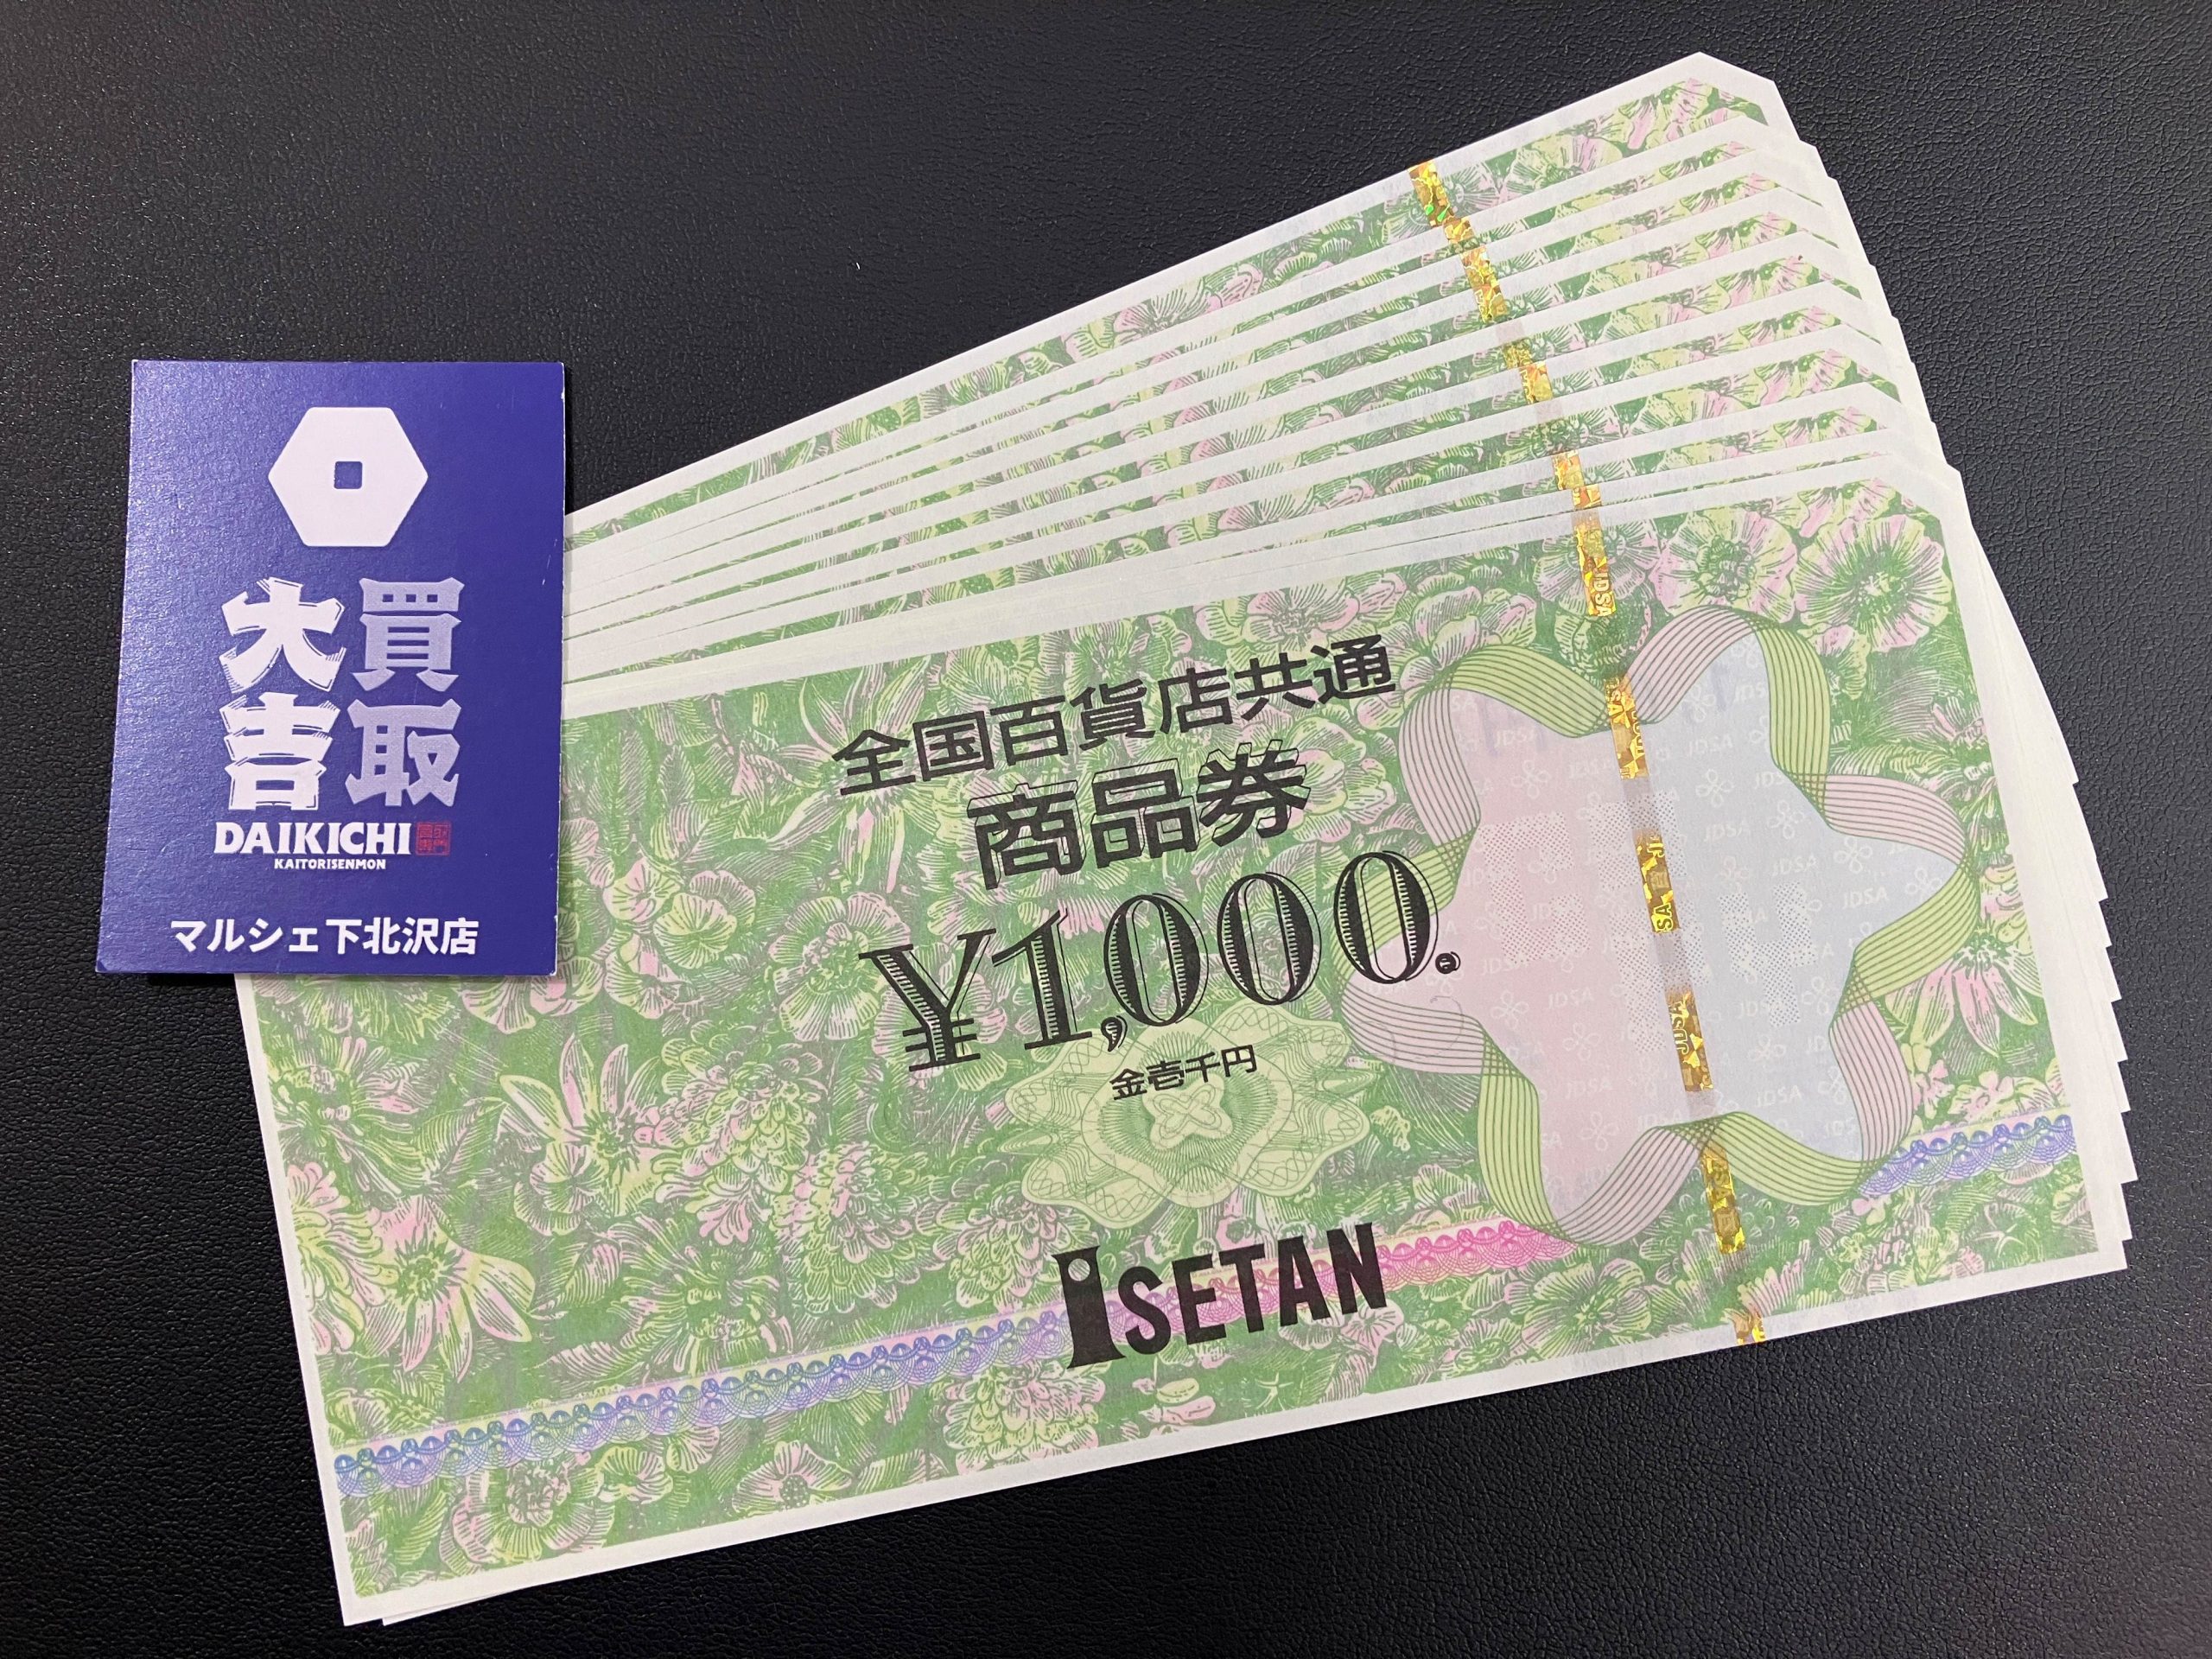 買取
大吉
DAIKICHI
KAITORISENMON
マルシェ下北沢店
全国百貨店共通
商品券
¥1,000.
金壱千円
ISETAN
JDSA